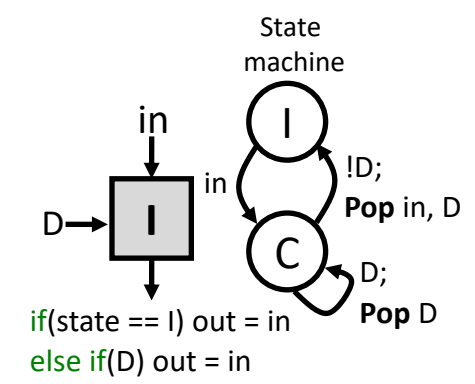 State
machine
I
in
in
!D;
Pop in, D
D
I
C
D;
Pop D
if(state == I) out = in
else if(D) out = in